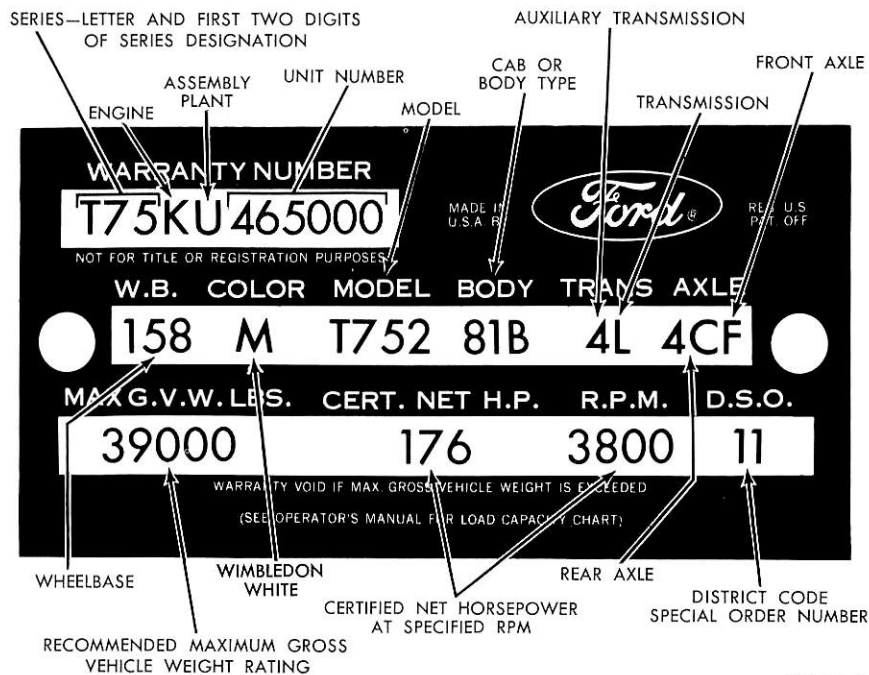 SERIES—LETTER AND FIRST TWO DIGITS
OF SERIES DESIGNATION
AUXILIARY TRANSMISSION
ENGINE
ASSEMBLY
PLANT
UNIT NUMBER
MODEL
CAB OR
BODY TYPE
TRANSMISSION
FRONT AXLE
WARRANTY NUMBER
T75KU465000
MADE IN
U.S.A. B
Ford ®
REG. U.S
PAT. OFF
NOT FOR TITLE OR REGISTRATION PURPOSES
W.B. COLOR MODEL BODY TRANS AXLE
158 M T752 81B 4L 4CF
MAX G.V.W. LBS. CERT. NET H.P. R.P.M. D.S.O.
39000 176 3800 11
WARRANTY VOID IF MAX. GROSS VEHICLE WEIGHT IS EXCEEDED
(SEE OPERATOR'S MANUAL FOR LOAD CAPACITY CHART)
WHEELBASE
WIMBLEDON
WHITE
REAR AXLE
CERTIFIED NET HORSEPOWER
AT SPECIFIED RPM
DISTRICT CODE
SPECIAL ORDER NUMBER
RECOMMENDED MAXIMUM GROSS
VEHICLE WEIGHT RATING